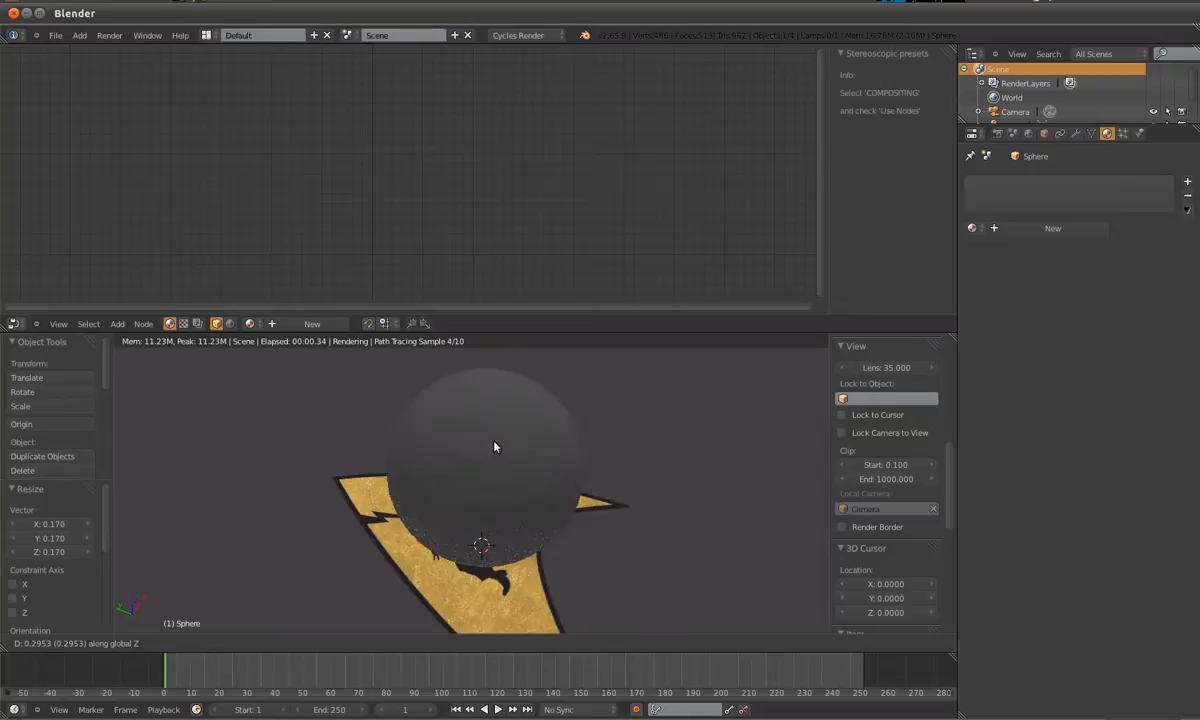 Blender
File Add Render Window Help Default Scene Cycles Render v2.65.9 | Verts:486 | Faces:513 | Tris:962 | Objects:1/4 | Lamps:0/1 | Mem:16.78M (2.10M) | Sphere
View Search All Scenes
Scene
RenderLayers |
World
Camera |
Sphere
New
Stereoscopic presets
Info:
Select 'COMPOSITING'
and check 'Use Nodes'
View Select Add Node New
Object Tools
Transform:
Translate
Rotate
Scale
Origin
Object:
Duplicate Objects
Delete
Resize
Vector
X: 0.170
Y: 0.170
Z: 0.170
Constraint Axis
X
Y
Z
Orientation
Mem: 11.23M, Peak: 11.23M | Scene | Elapsed: 00:00.34 | Rendering | Path Tracing Sample 4/10
(1) Sphere
View
Lens: 35.000
Lock to Object:
Lock to Cursor
Lock Camera to View
Clip:
Start: 0.100
End: 1000.000
Local Camera
Camera
Render Border
3D Cursor
Location:
X: 0.0000
Y: 0.0000
Z: 0.0000
D: 0.2953 (0.2953) along global Z
-50 -40 -30 -20 -10 0 10 20 30 40 50 60 70 80 90 100 110 120 130 140 150 160 170 180 190 200 210 220 230 240 250 260 270 280
View Marker Frame Playback Start: 1 End: 250 1 No Sync